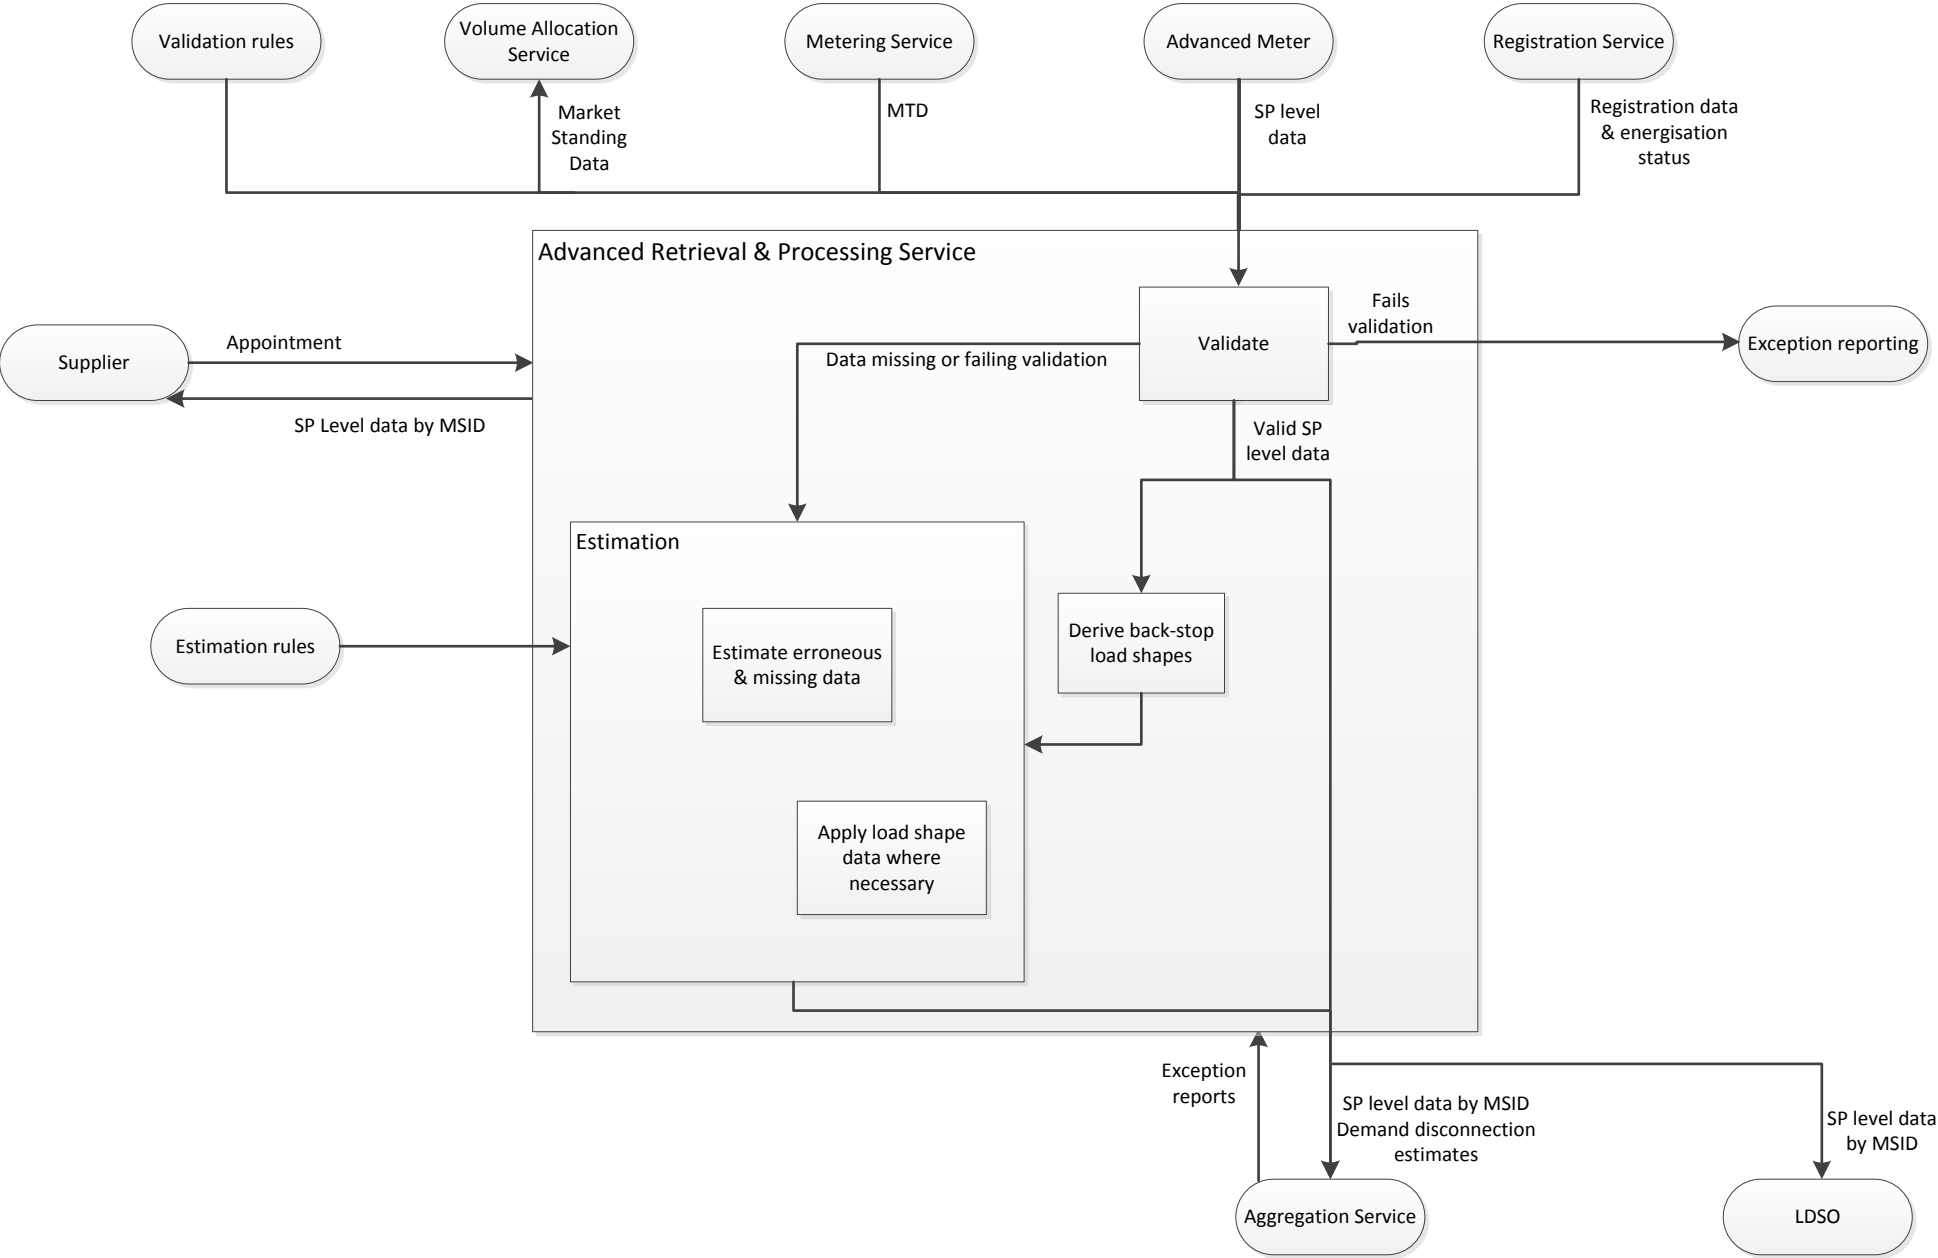 Validation rules
Volume Allocation
Service
Metering Service
Advanced Meter
Registration Service
Market
Standing
Data
MTD
SP level
data
Registration data
& energisation
status
Advanced Retrieval & Processing Service
Supplier
Appointment
SP Level data by MSID
Validate
Fails
validation
Exception reporting
Data missing or failing validation
Valid SP
level data
Estimation
Estimation rules
Estimate erroneous
& missing data
Derive back-stop
load shapes
Apply load shape
data where
necessary
Exception
reports
SP level data by MSID
Demand disconnection
estimates
SP level data
by MSID
Aggregation Service
LDSO